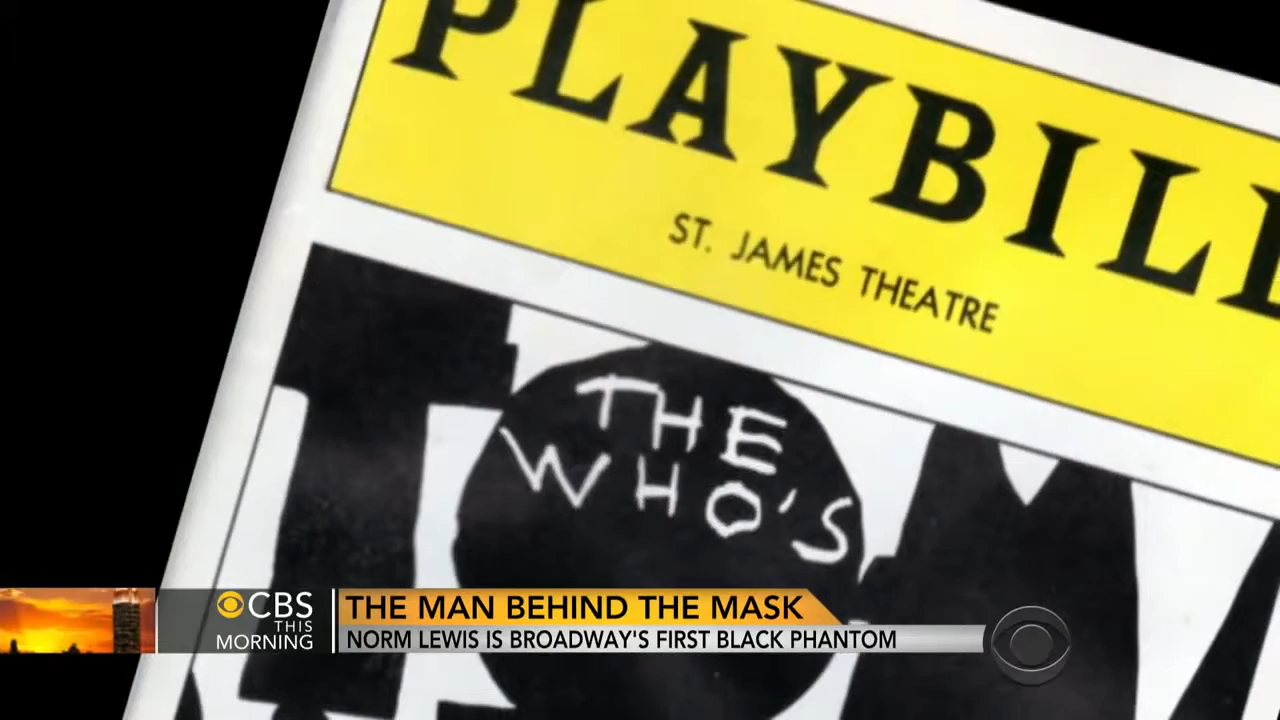 PLAYBILL
ST. JAMES THEATRE
THE
WHO'S
TOM
CBS
THIS
MORNING
THE MAN BEHIND THE MASK
NORM LEWIS IS BROADWAY'S FIRST BLACK PHANTOM